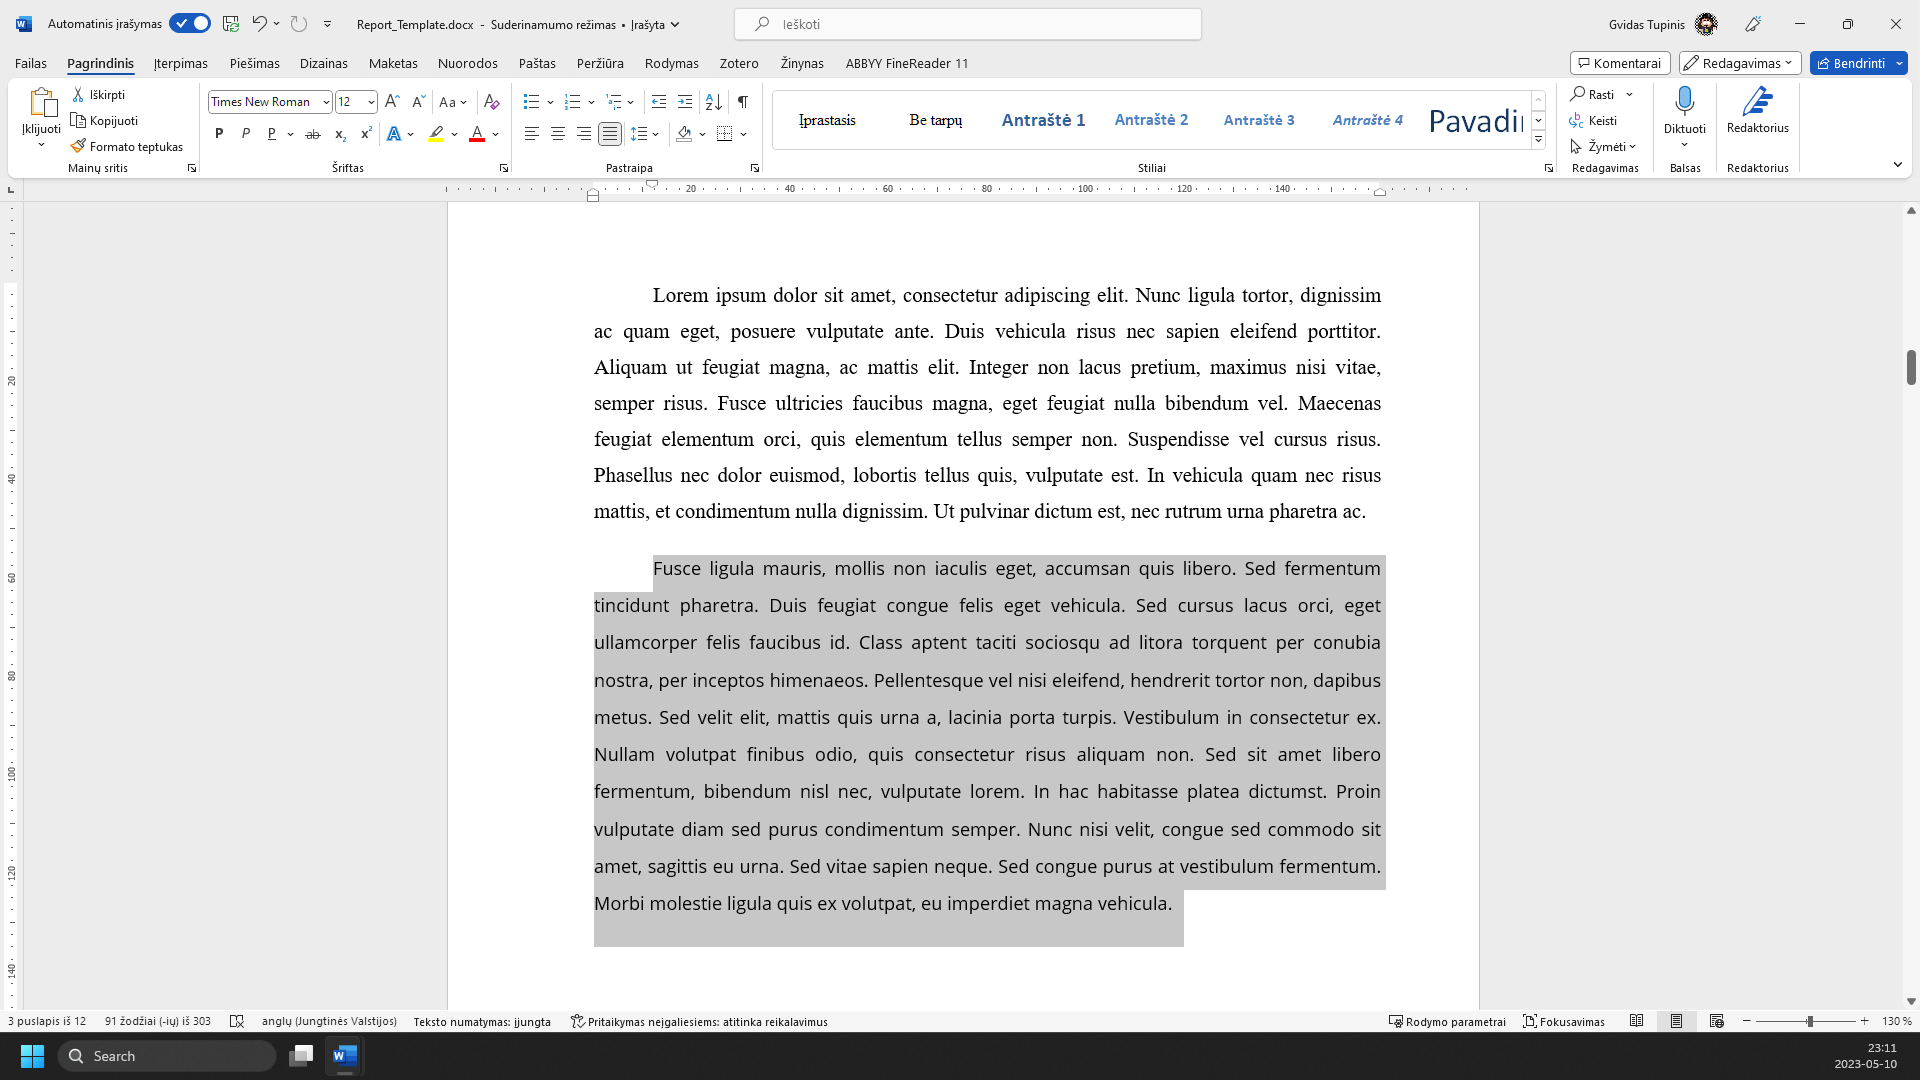 Automatinis įrašymas
Report_Template.docx - Suderinamumo režimas • Įrašyta
Ieškoti
Gvidas Tupinis
Failas Pagrindinis Įterpimas Piešimas Dizainas Maketas Nuorodos Paštas Peržiūra Rodymas Zotero Žinynas ABBYY FineReader 11
Komentarai Redagavimas Bendrinti
Įklijuoti
Iškirpti
Kopijuoti
Formato teptukas
Mainų sritis
Times New Roman 12
Šriftas
Pastraipa
Įprastasis Be tarpų Antraštė 1 Antraštė 2 Antraštė 3 Antraštė 4 Pavadin
Stiliai
Rasti
Keisti
Žymėti
Redagavimas
Diktuoti
Balsas
Redaktorius
Redaktorius
20 40 60 80 100 120 140
20
40
60
80
100
120
140
Lorem ipsum dolor sit amet, consectetur adipiscing elit. Nunc ligula tortor, dignissim
ac quam eget, posuere vulputate ante. Duis vehicula risus nec sapien eleifend porttitor.
Aliquam ut feugiat magna, ac mattis elit. Integer non lacus pretium, maximus nisi vitae,
semper risus. Fusce ultricies faucibus magna, eget feugiat nulla bibendum vel. Maecenas
feugiat elementum orci, quis elementum tellus semper non. Suspendisse vel cursus risus.
Phasellus nec dolor euismod, lobortis tellus quis, vulputate est. In vehicula quam nec risus
mattis, et condimentum nulla dignissim. Ut pulvinar dictum est, nec rutrum urna pharetra ac.
Fusce ligula mauris, mollis non iaculis eget, accumsan quis libero. Sed fermentum
tincidunt pharetra. Duis feugiat congue felis eget vehicula. Sed cursus lacus orci, eget
ullamcorper felis faucibus id. Class aptent taciti sociosqu ad litora torquent per conubia
nostra, per inceptos himenaeos. Pellentesque vel nisi eleifend, hendrerit tortor non, dapibus
metus. Sed velit elit, mattis quis urna a, lacinia porta turpis. Vestibulum in consectetur ex.
Nullam volutpat finibus odio, quis consectetur risus aliquam non. Sed sit amet libero
fermentum, bibendum nisl nec, vulputate lorem. In hac habitasse platea dictumst. Proin
vulputate diam sed purus condimentum semper. Nunc nisi velit, congue sed commodo sit
amet, sagittis eu urna. Sed vitae sapien neque. Sed congue purus at vestibulum fermentum.
Morbi molestie ligula quis ex volutpat, eu imperdiet magna vehicula.
3 puslapis iš 12 91 žodžiai (-ių) iš 303 anglų (Jungtinės Valstijos) Teksto numatymas: įjungta Pritaikymas neįgaliesiems: atitinka reikalavimus Rodymo parametrai Fokusavimas 130 %
Search
23:11
2023-05-10